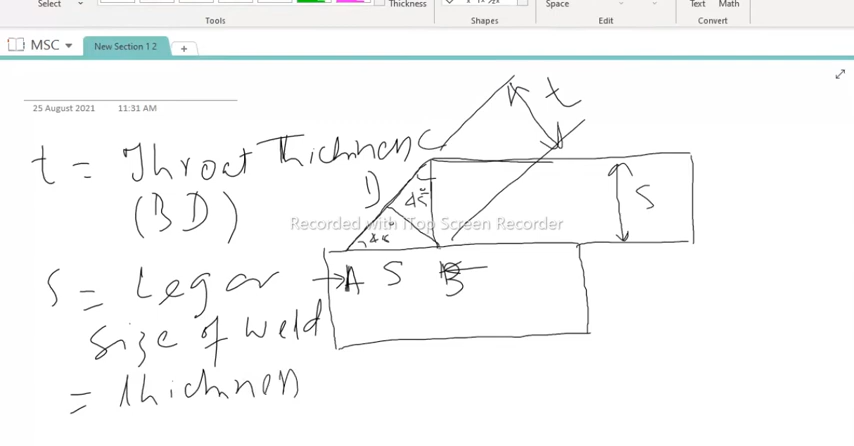 Select
Thickness
Space
Text Math
Tools
Shapes
Edit
Convert
MSC
New Section 1 2
+
25 August 2021 11:31 AM
t = Throat Thickness
(BD)
S = Leg or
Size of weld
= thickness
C
t
D
45°
S
Recorded with iTop Screen Recorder
A S B